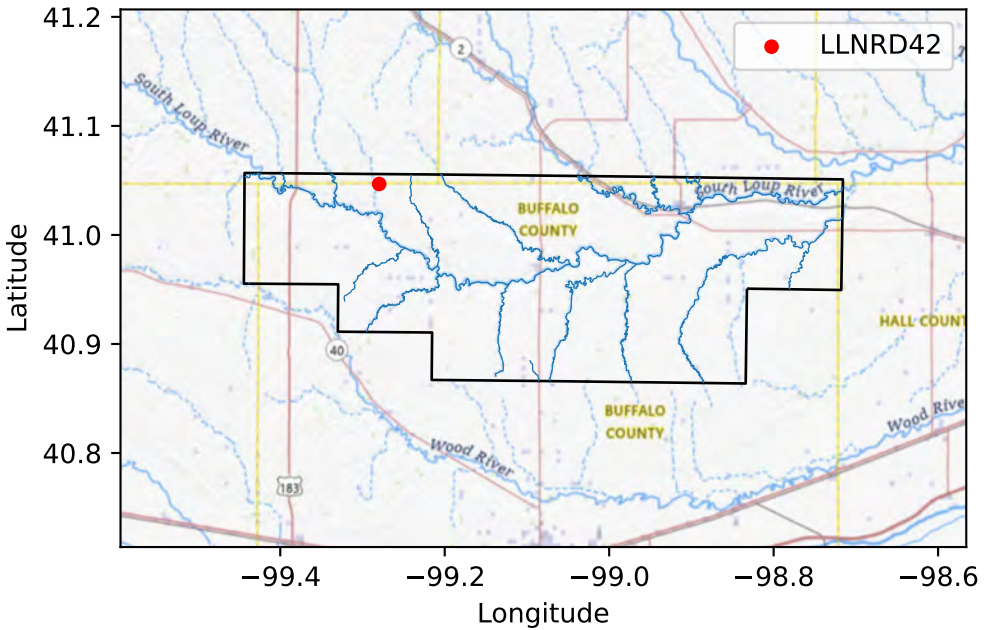 41.2
41.1
41.0
40.9
40.8
Latitude
−99.4
−99.2
−99.0
−98.8
−98.6
Longitude
LLNRD42
2
South Loup River
South Loup River
BUFFALO
COUNTY
HALL COUNT
40
BUFFALO
COUNTY
Wood River
Wood Rive
183